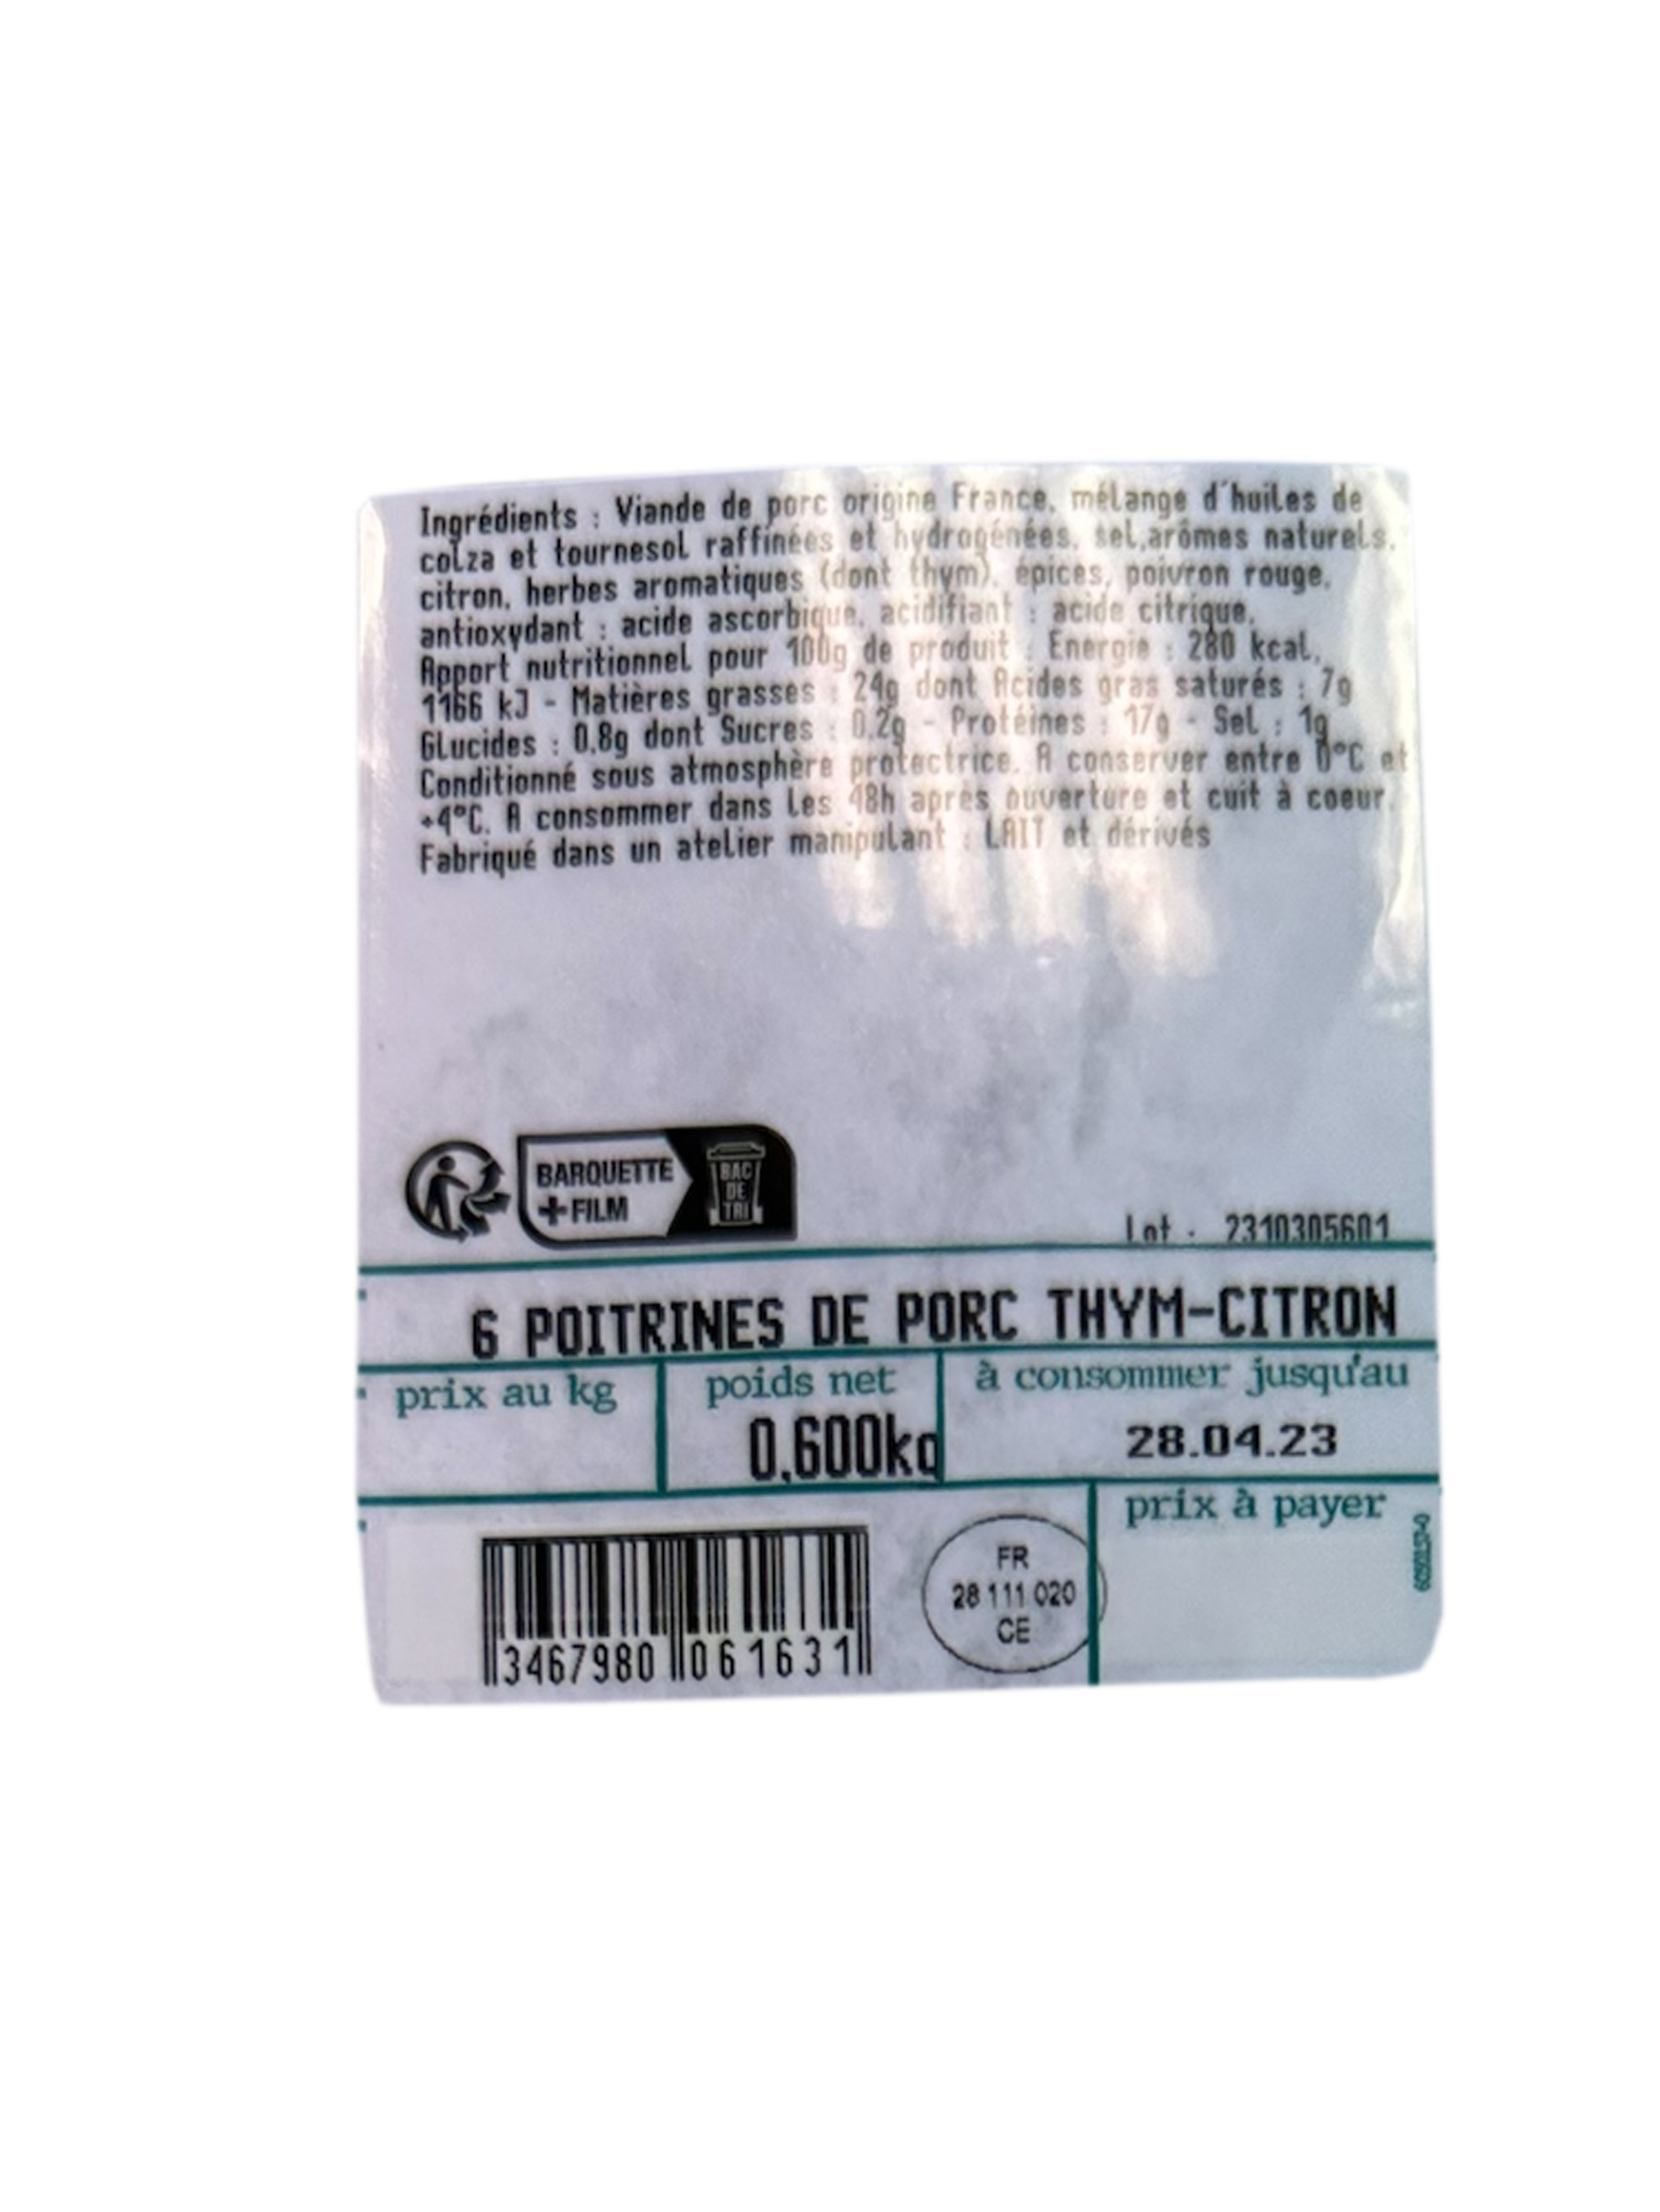 Ingrédients : Viande de porc origine France, mélange d'huiles de
colza et tournesol raffinées et hydrogénées, sel,arômes naturels,
citron, herbes aromatiques (dont thym), épices, poivron rouge,
antioxydant : acide ascorbique, acidifiant : acide citrique.
Apport nutritionnel pour 100g de produit : Energie : 280 kcal,
1166 kJ - Matières grasses : 24g dont Acides gras saturés : 7g
Glucides : 0.8g dont Sucres : 0.2g - Protéines : 17g - Sel : 1g
Conditionné sous atmosphère protectrice. A conserver entre 0°C et
+4°C. A consommer dans les 48h après ouverture et cuit à coeur.
Fabriqué dans un atelier manipulant : LAIT et dérivés
BARQUETTE
+FILM
BAC
DE
TRI
Lot : 2310305601
6 POITRINES DE PORC THYM-CITRON
prix au kg
poids net
0.600kg
à consommer jusqu'au
28.04.23
prix à payer
3467980 061631
FR
28 111 020
CE